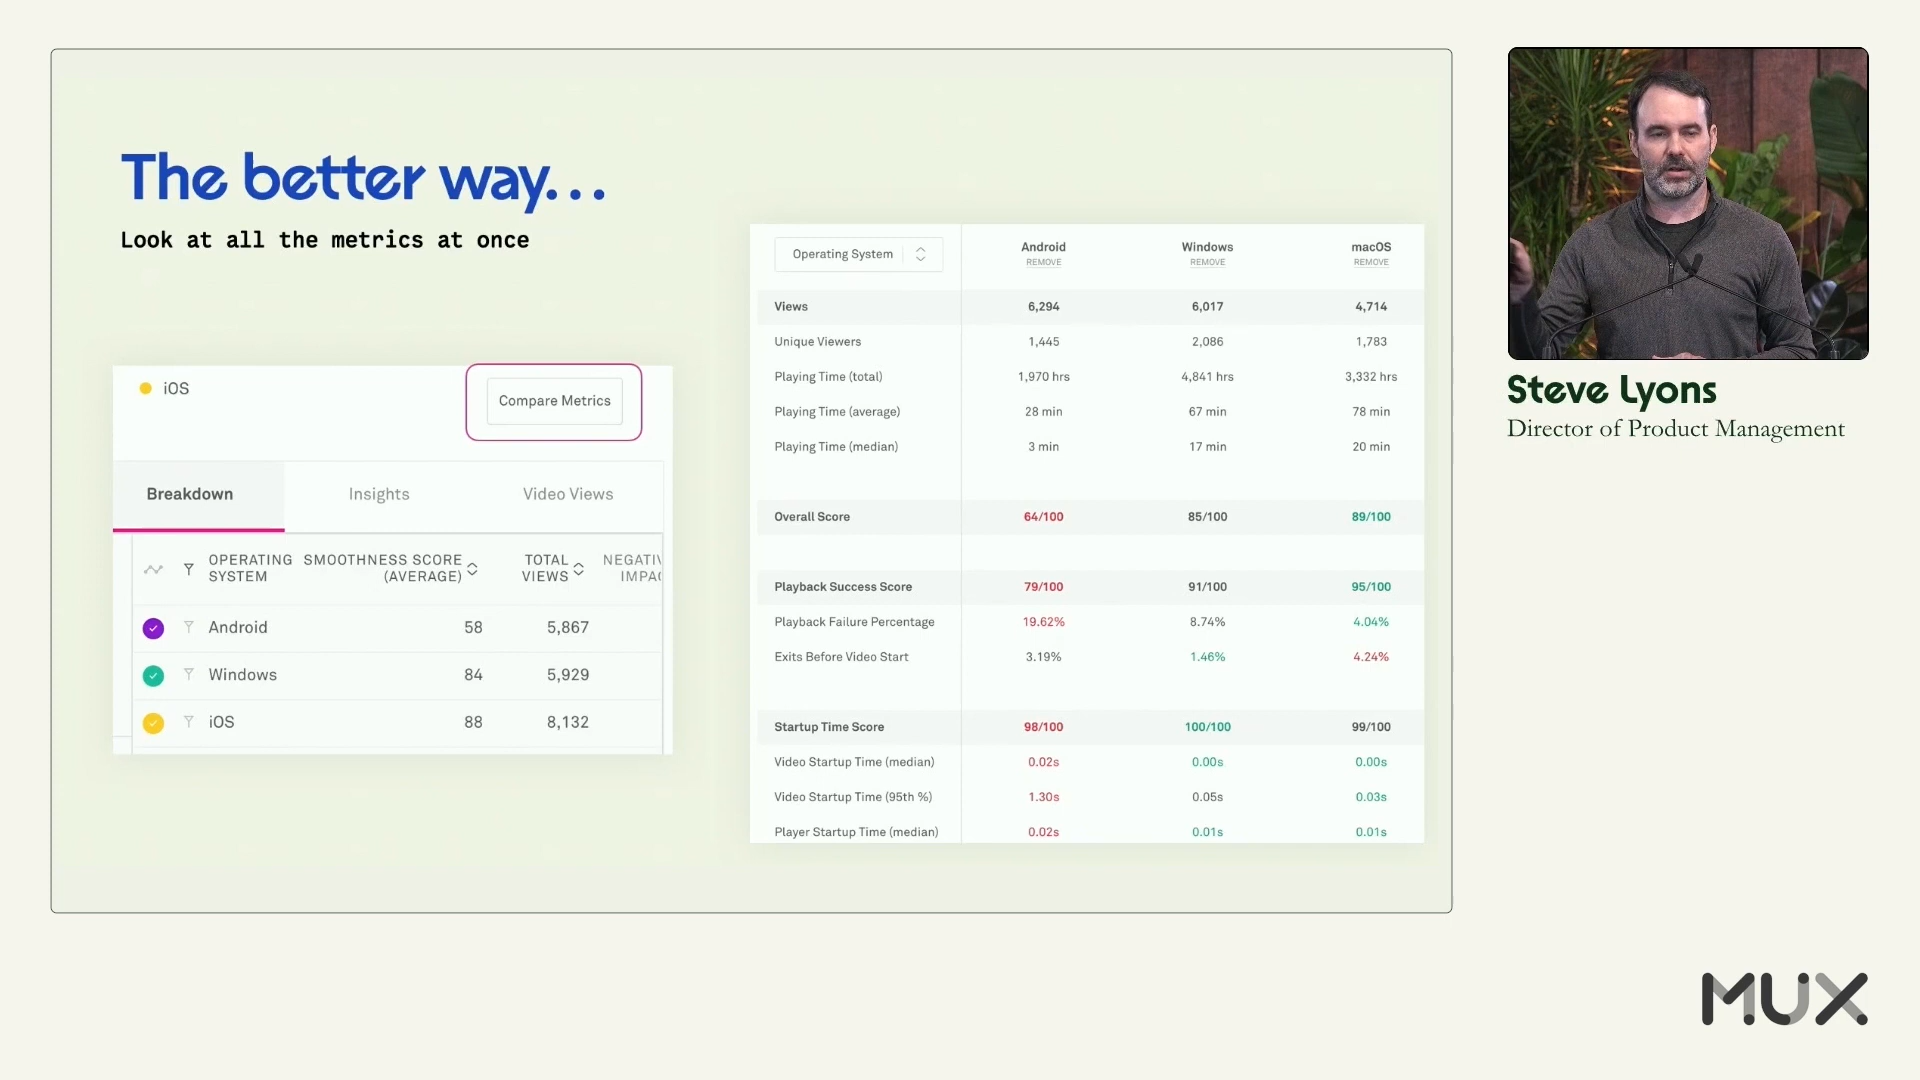 The better way...
Look at all the metrics at once
iOS
Compare Metrics
Breakdown Insights Video Views
OPERATING SYSTEM SMOOTHNESS SCORE (AVERAGE) TOTAL VIEWS
Android 58 5,867
Windows 84 5,929
iOS 88 8,132
Operating System Android Windows macOS
REMOVE REMOVE REMOVE
Views 6,294 6,017 4,714
Unique Viewers 1,445 2,086 1,783
Playing Time (total) 1,970 hrs 4,841 hrs 3,332 hrs
Playing Time (average) 28 min 67 min 78 min
Playing Time (median) 3 min 17 min 20 min
Overall Score 64/100 85/100 89/100
Playback Success Score 79/100 91/100 95/100
Playback Failure Percentage 19.62% 8.74% 4.04%
Exits Before Video Start 3.19% 1.46% 4.24%
Startup Time Score 98/100 100/100 99/100
Video Startup Time (median) 0.02s 0.00s 0.00s
Video Startup Time (95th %) 1.30s 0.05s 0.03s
Player Startup Time (median) 0.02s 0.01s 0.01s
Steve Lyons
Director of Product Management
MUX